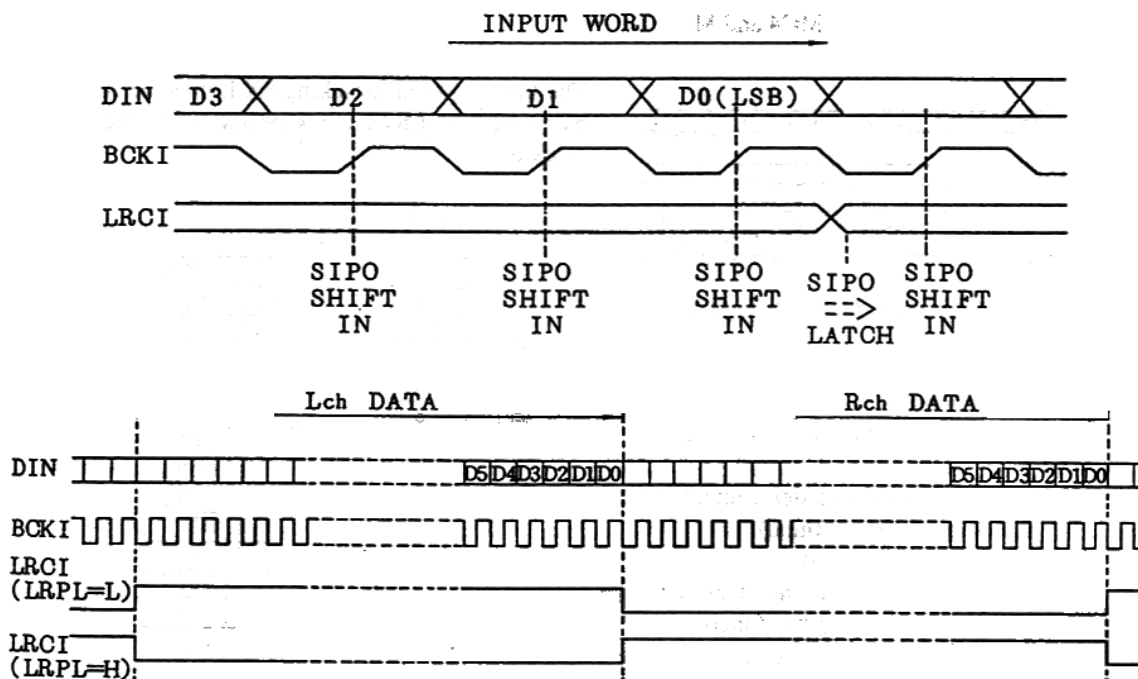 INPUT WORD
DIN D3 D2 D1 D0(LSB)
BCKI
LRCI
SIPO SIPO SIPO SIPO SIPO
SHIFT SHIFT SHIFT ==> SHIFT
IN IN IN LATCH IN
Lch DATA Rch DATA
DIN D5 D4 D3 D2 D1 D0 D5 D4 D3 D2 D1 D0
BCKI
LRCI
(LRPL=L)
LRCI
(LRPL=H)